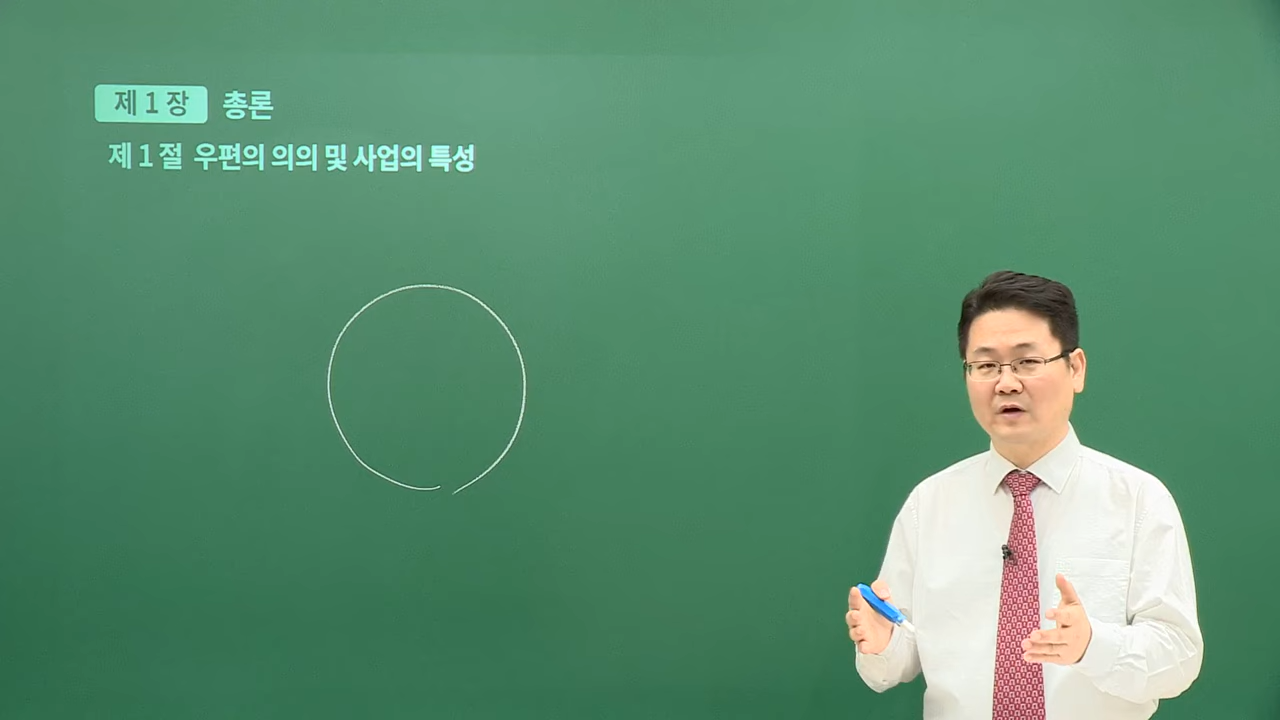 제 1 장 총론
제 1 절 우편의 의의 및 사업의 특성